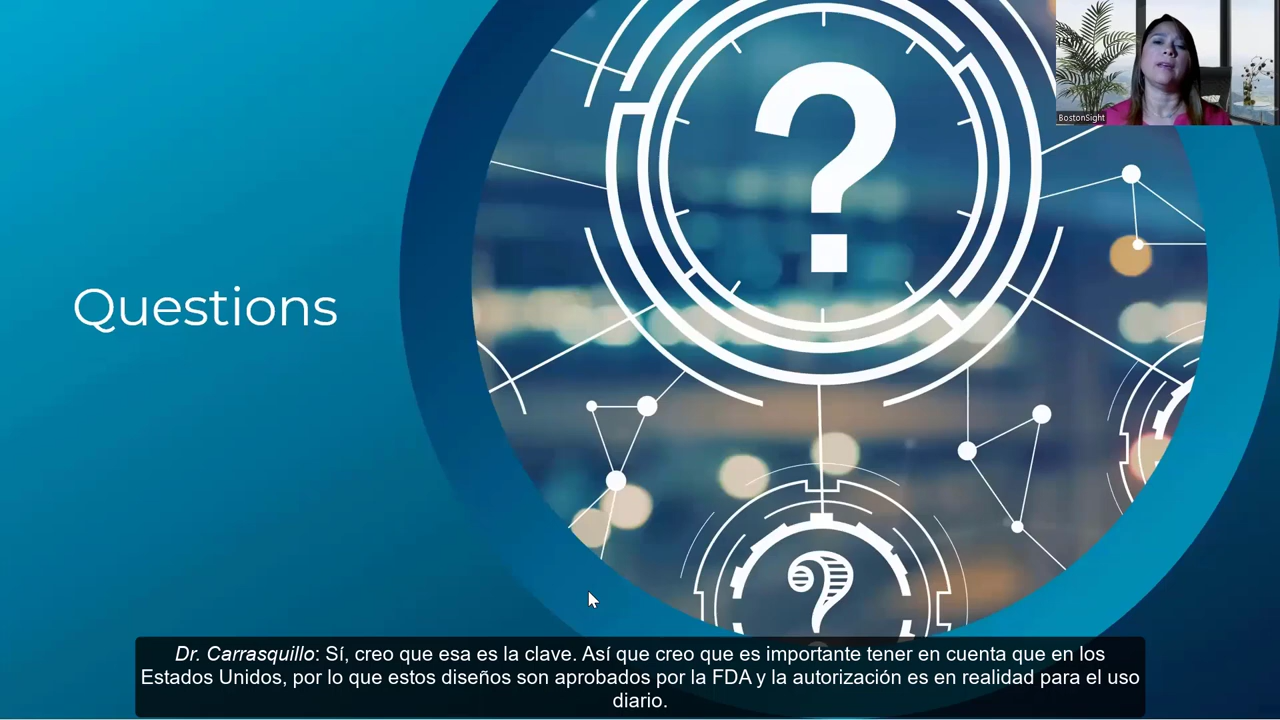 BostonSight
Questions
Dr. Carrasquillo: Sí, creo que esa es la clave. Así que creo que es importante tener en cuenta que en los
Estados Unidos, por lo que estos diseños son aprobados por la FDA y la autorización es en realidad para el uso
diario.